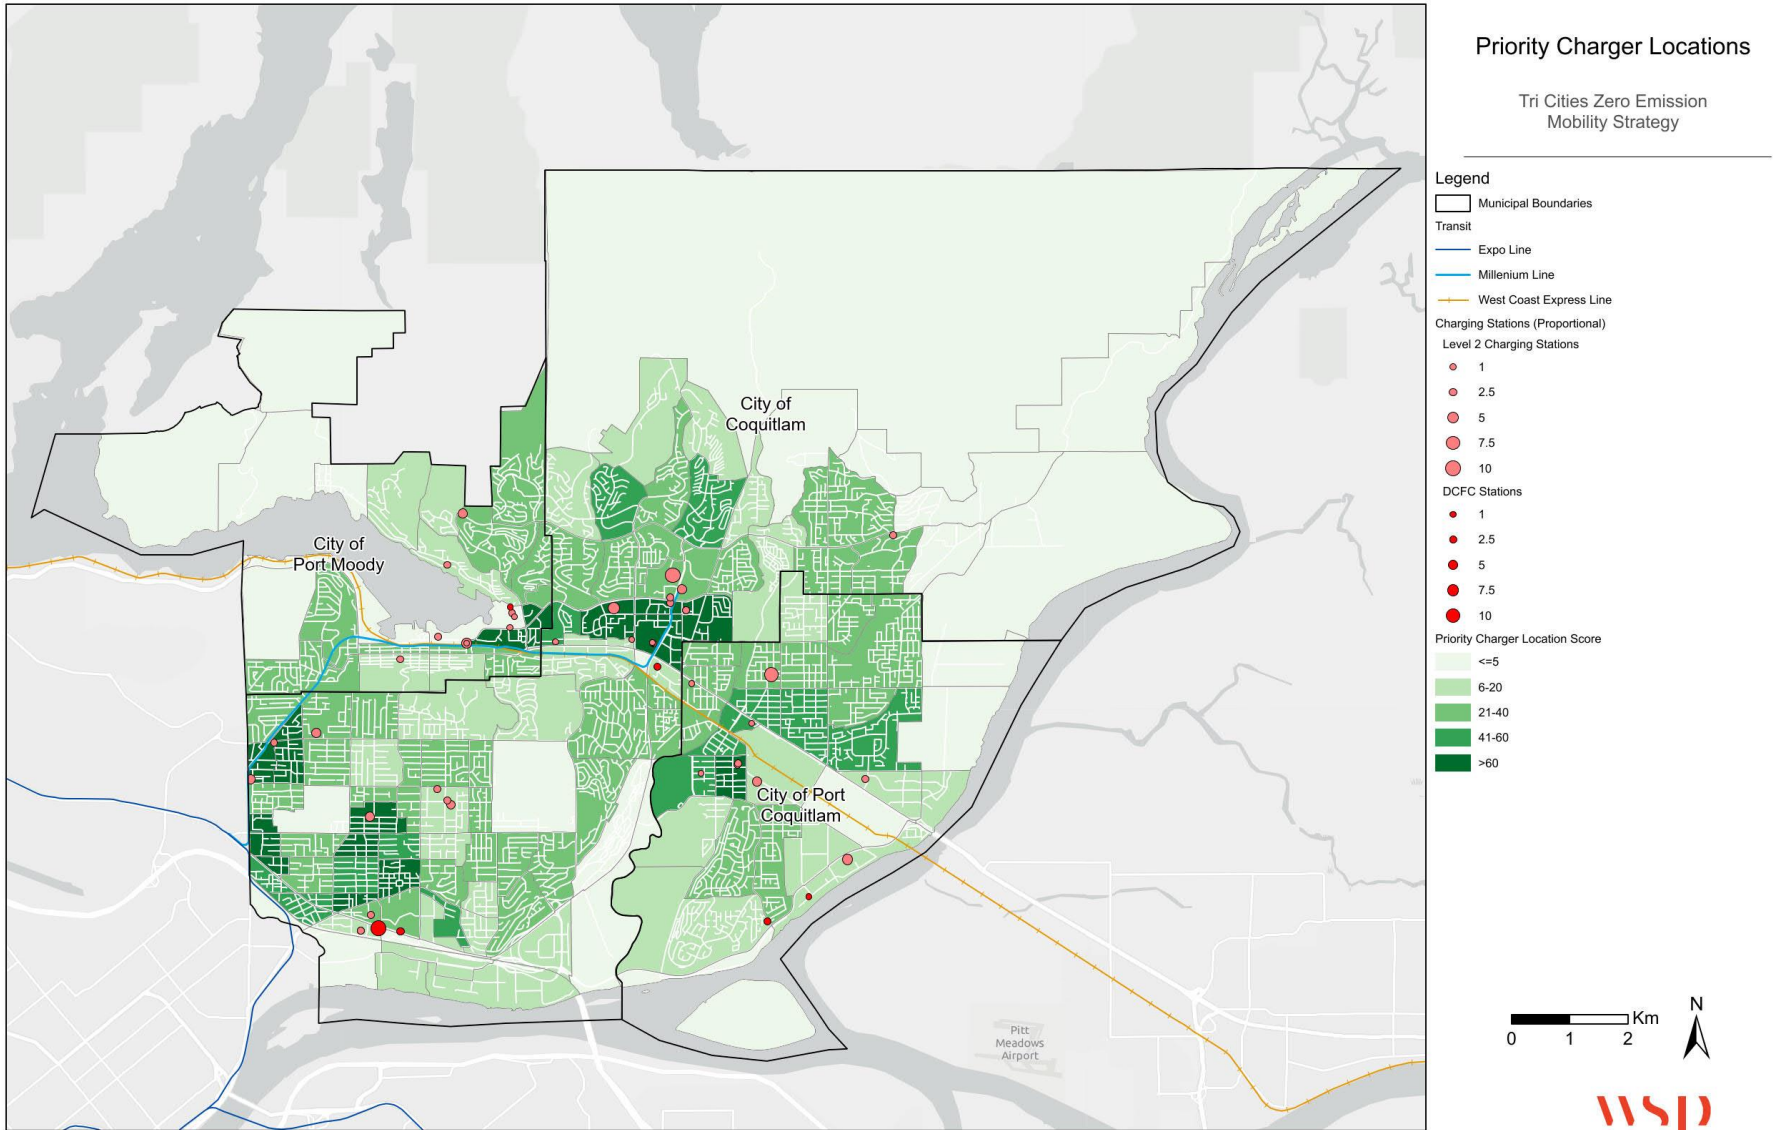 Priority Charger Locations
Tri Cities Zero Emission
Mobility Strategy
Legend
Municipal Boundaries
Transit
Expo Line
Millenium Line
West Coast Express Line
Charging Stations (Proportional)
Level 2 Charging Stations
1
2.5
5
7.5
10
DCFC Stations
1
2.5
5
7.5
10
Priority Charger Location Score
<=5
6-20
21-40
41-60
>60
City of
Coquitlam
City of
Port Moody
City of Port
Coquitlam
Pitt
Meadows
Airport
N
Km
0 1 2
wsp